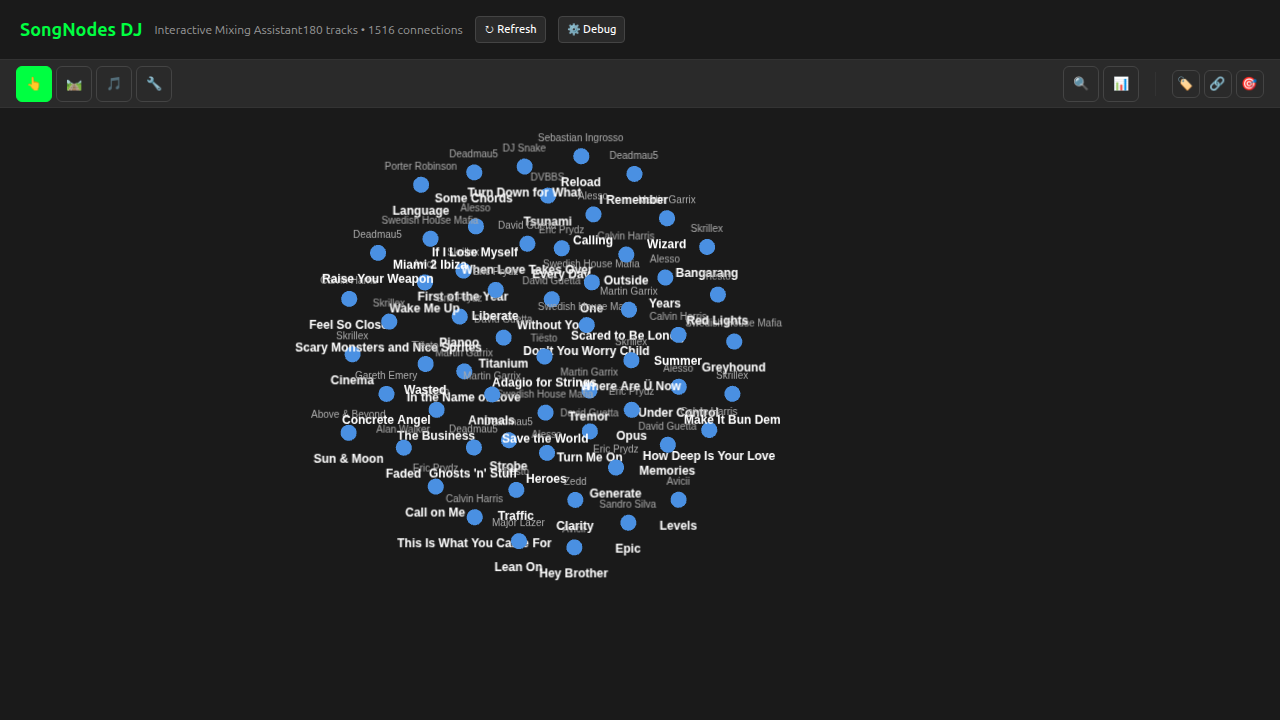 SongNodes DJ
Interactive Mixing Assistant180 tracks • 1516 connections
Refresh
Debug
Sebastian Ingrosso
DJ Snake
Deadmau5
Deadmau5
Porter Robinson
DVBBS
Reload
Turn Down for What
Some Chords
Alesso
I Remember
Martin Garrix
Language
Alesso
Swedish House Mafia
Tsunami
David Guetta
Eric Prydz
Skrillex
Deadmau5
Calvin Harris
Calling
Wizard
If I Lose Myself
Alesso
Swedish House Mafia
Miami 2 Ibiza
When Love Takes Over
Every Day
Bangarang
Raise Your Weapon
David Guetta
Outside
Martin Garrix
First of the Year
Years
Skrillex
Wake Me Up
Swedish House Mafia
One
Liberate
Calvin Harris
Red Lights
Swedish House Mafia
Feel So Close
David Guetta
Without You
Skrillex
Scared to Be Lonely
Tiësto
Pjanoo
Skrillex
Scary Monsters and Nice Sprites
Don't You Worry Child
Martin Garrix
Titanium
Summer
Greyhound
Alesso
Martin Garrix
Gareth Emery
Martin Garrix
Skrillex
Cinema
Adagio for Strings
Where Are Ü Now
Wasted
In the Name of Love
Swedish House Mafia
Eric Prydz
Above & Beyond
David Guetta
Under Control
Calvin Harris
Concrete Angel
Animals
Deadmau5
Tremor
Make It Bun Dem
Alan Walker
Deadmau5
David Guetta
The Business
Alesso
Save the World
Opus
Sun & Moon
Eric Prydz
Turn Me On
How Deep Is Your Love
Eric Prydz
Strobe
Memories
Faded
Ghosts 'n' Stuff
Heroes
Zedd
Avicii
Calvin Harris
Generate
Sandro Silva
Call on Me
Traffic
Major Lazer
Clarity
Avicii
Levels
This Is What You Came For
Epic
Lean On
Hey Brother